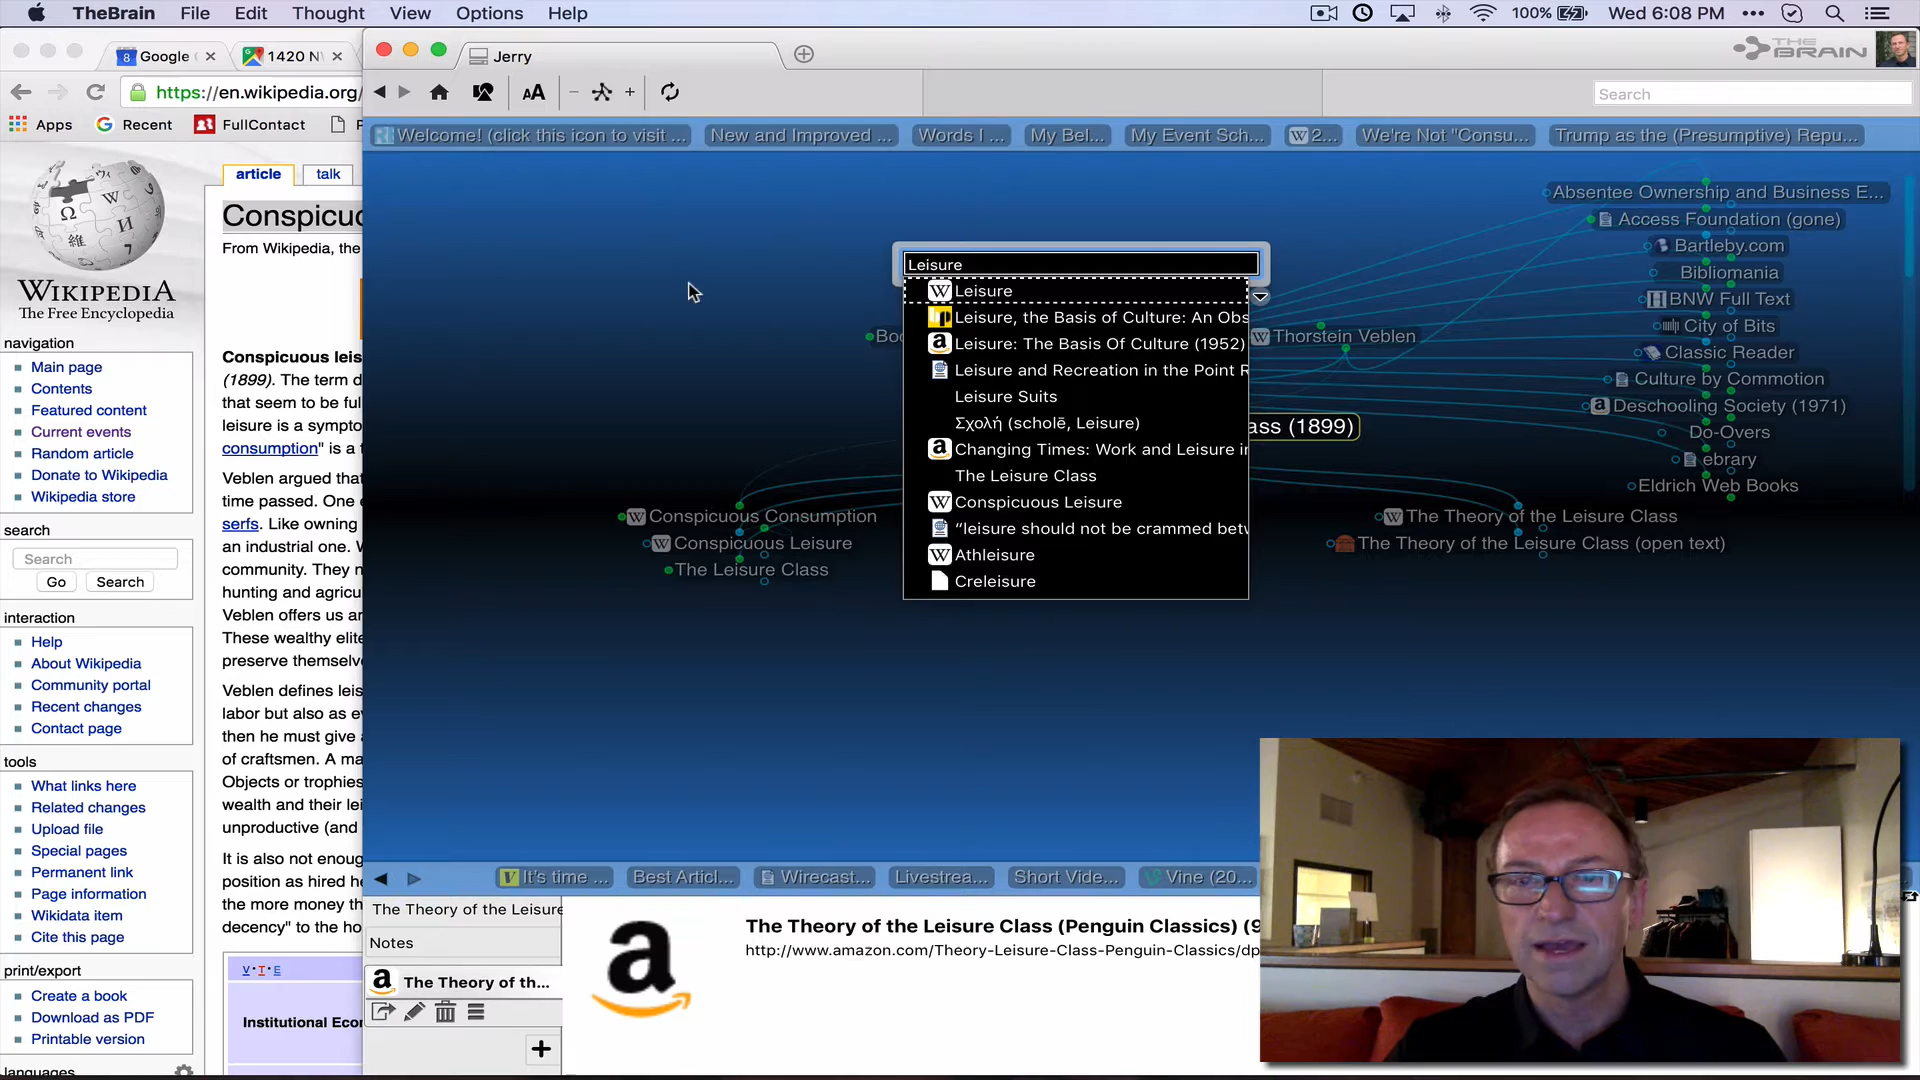 TheBrain File Edit Thought View Options Help
100% Wed 6:08 PM
8 Google
1420 N
Jerry
THE BRAIN
https://en.wikipedia.org/
Search
Apps Recent FullContact
Welcome! (click this icon to visit ...
New and Improved ...
Words I ...
My Bel...
My Event Sch...
W 2...
We're Not "Consu...
Trump as the (Presumptive) Repu...
WIKIPEDIA
The Free Encyclopedia
navigation
Main page
Contents
Featured content
Current events
Random article
Donate to Wikipedia
Wikipedia store
search
Search
Go Search
interaction
Help
About Wikipedia
Community portal
Recent changes
Contact page
tools
What links here
Related changes
Upload file
Special pages
Permanent link
Page information
Wikidata item
Cite this page
print/export
Create a book
Download as PDF
Printable version
languages
article talk
Conspicuo
From Wikipedia, the
Conspicuous leis
(1899). The term d
that seem to be ful
leisure is a sympto
consumption" is a
Veblen argued that
time passed. One
serfs. Like owning
an industrial one. W
community. They n
hunting and agricu
Veblen offers us a
These wealthy elite
preserve themselve
Veblen defines leis
labor but also as e
then he must give
of craftsmen. A ma
Objects or trophies
wealth and their lei
unproductive (and
It is also not enoug
position as hired he
the more money th
decency" to the ho
V·T·E
Institutional Eco
Leisure
W Leisure
Leisure, the Basis of Culture: An Obs
Leisure: The Basis Of Culture (1952)
Leisure and Recreation in the Point R
Leisure Suits
Σχολή (scholē, Leisure)
Changing Times: Work and Leisure in
The Leisure Class
W Conspicuous Leisure
“leisure should not be crammed betw
W Athleisure
Creleisure
Boo
W Thorstein Veblen
ass (1899)
W Conspicuous Consumption
W Conspicuous Leisure
The Leisure Class
W The Theory of the Leisure Class
The Theory of the Leisure Class (open text)
Absentee Ownership and Business E...
Access Foundation (gone)
Bartleby.com
Bibliomania
H BNW Full Text
City of Bits
Classic Reader
Culture by Commotion
Deschooling Society (1971)
Do-Overs
ebrary
Eldrich Web Books
It's time ...
Best Articl...
Wirecast...
Livestrea...
Short Vide...
Vine (20...
The Theory of the Leisure
Notes
The Theory of th...
The Theory of the Leisure Class (Penguin Classics) (9
http://www.amazon.com/Theory-Leisure-Class-Penguin-Classics/dp